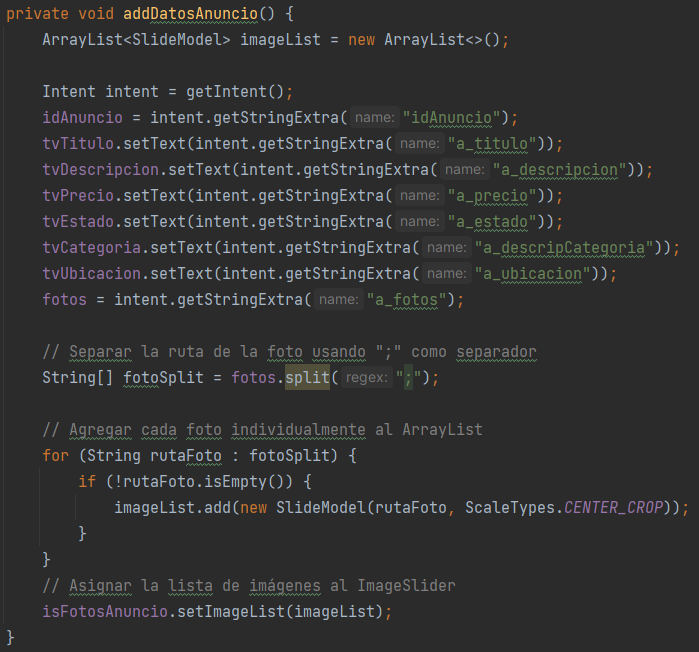 private void addDatosAnuncio() {
    ArrayList<SlideModel> imageList = new ArrayList<>();

    Intent intent = getIntent();
    idAnuncio = intent.getStringExtra( name: "idAnuncio");
    tvTitulo.setText(intent.getStringExtra( name: "a_titulo"));
    tvDescripcion.setText(intent.getStringExtra( name: "a_descripcion"));
    tvPrecio.setText(intent.getStringExtra( name: "a_precio"));
    tvEstado.setText(intent.getStringExtra( name: "a_estado"));
    tvCategoria.setText(intent.getStringExtra( name: "a_descripCategoria"));
    tvUbicacion.setText(intent.getStringExtra( name: "a_ubicacion"));
    fotos = intent.getStringExtra( name: "a_fotos");

    // Separar la ruta de la foto usando ";" como separador
    String[] fotoSplit = fotos.split( regex: ";");

    // Agregar cada foto individualmente al ArrayList
    for (String rutaFoto : fotoSplit) {
        if (!rutaFoto.isEmpty()) {
            imageList.add(new SlideModel(rutaFoto, ScaleTypes.CENTER_CROP));
        }
    }
    // Asignar la lista de imágenes al ImageSlider
    isFotosAnuncio.setImageList(imageList);
}